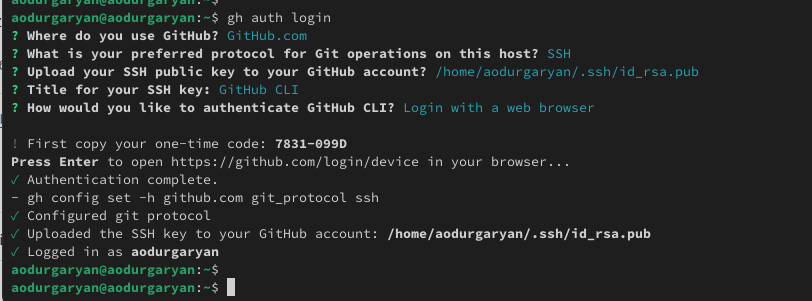 aodurgaryan@aodurgaryan:~$ gh auth login
? Where do you use GitHub? GitHub.com
? What is your preferred protocol for Git operations on this host? SSH
? Upload your SSH public key to your GitHub account? /home/aodurgaryan/.ssh/id_rsa.pub
? Title for your SSH key: GitHub CLI
? How would you like to authenticate GitHub CLI? Login with a web browser
! First copy your one-time code: 7831-099D
Press Enter to open https://github.com/login/device in your browser...
✓ Authentication complete.
- gh config set -h github.com git_protocol ssh
✓ Configured git protocol
✓ Uploaded the SSH key to your GitHub account: /home/aodurgaryan/.ssh/id_rsa.pub
✓ Logged in as aodurgaryan
aodurgaryan@aodurgaryan:~$
aodurgaryan@aodurgaryan:~$